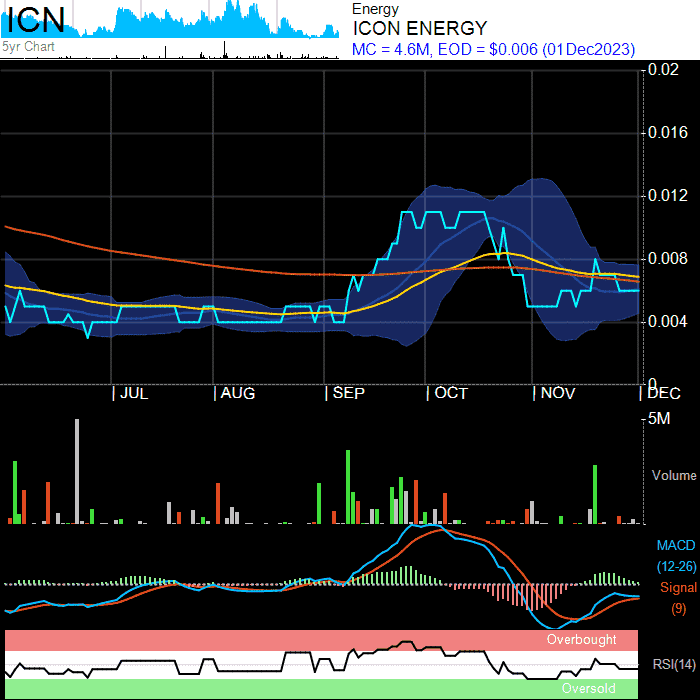 ICN
5yr Chart
Energy
ICON ENERGY
MC = 4.6M, EOD = $0.006 (01Dec2023)
0.02
0.016
0.012
0.008
0.004
0
JUL AUG SEP OCT NOV DEC
5M
Volume
MACD
(12-26)
Signal
(9)
Overbought
RSI(14)
Oversold